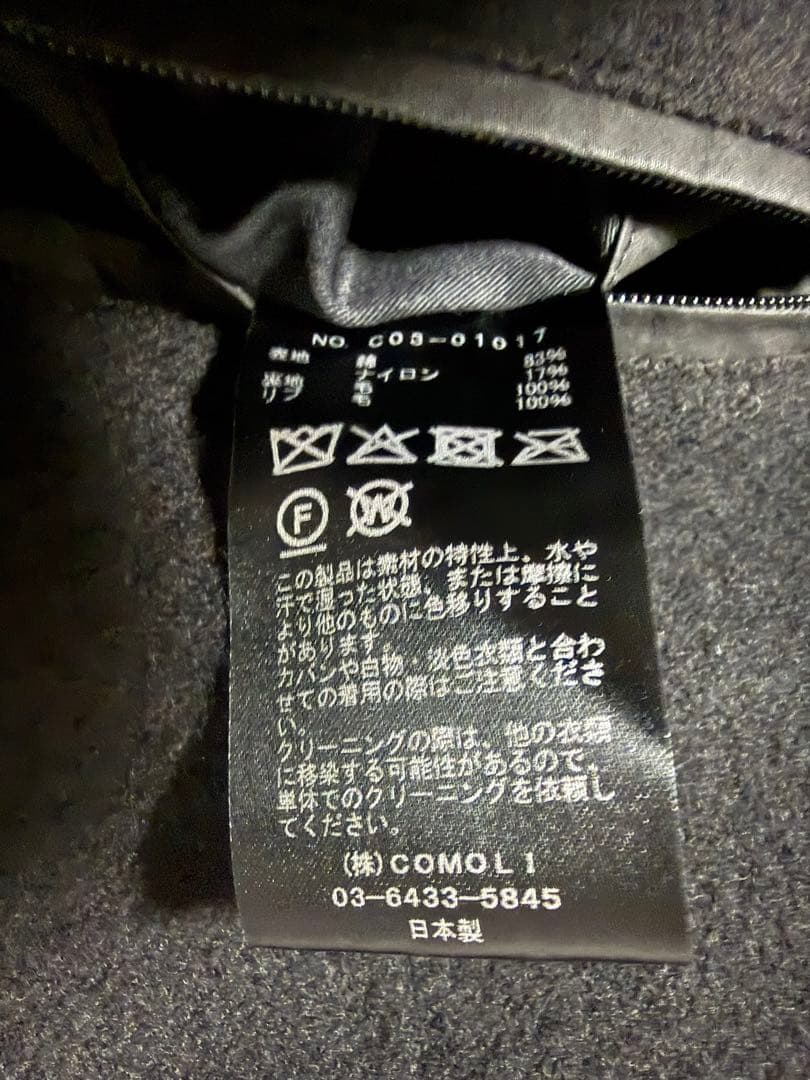 NO. C03-01017
表地 綿 83%
ナイロン 17%
裏地 毛 100%
リブ 毛 100%
F
W
この製品は素材の特性上、水や
汗で湿った状態、または摩擦に
より他のものに色移りすること
があります。
カバンや白物・淡色衣類と合わ
せての着用の際はご注意くださ
い。
クリーニングの際は、他の衣類
に移染する可能性があるので、
単体でのクリーニングを依頼し
てください。
(株)COMOLI
03-6433-5845
日本製